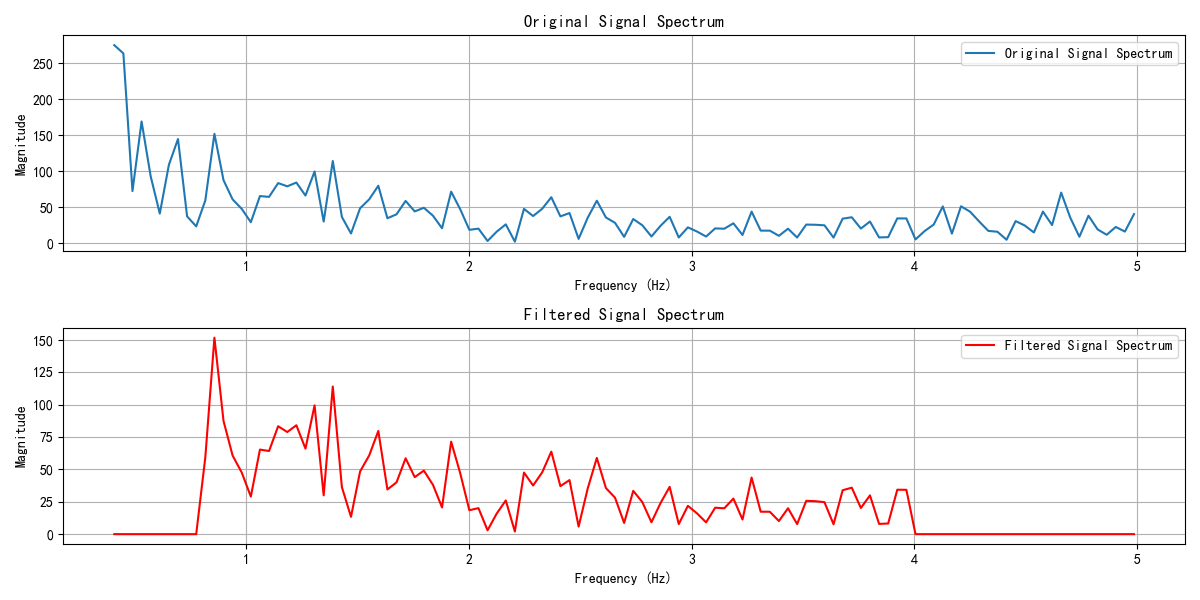 Original Signal Spectrum
Original Signal Spectrum
250
200
150
100
50
0
Magnitude
1 2 3 4 5
Frequency (Hz)
Filtered Signal Spectrum
Filtered Signal Spectrum
150
125
100
75
50
25
0
Magnitude
1 2 3 4 5
Frequency (Hz)